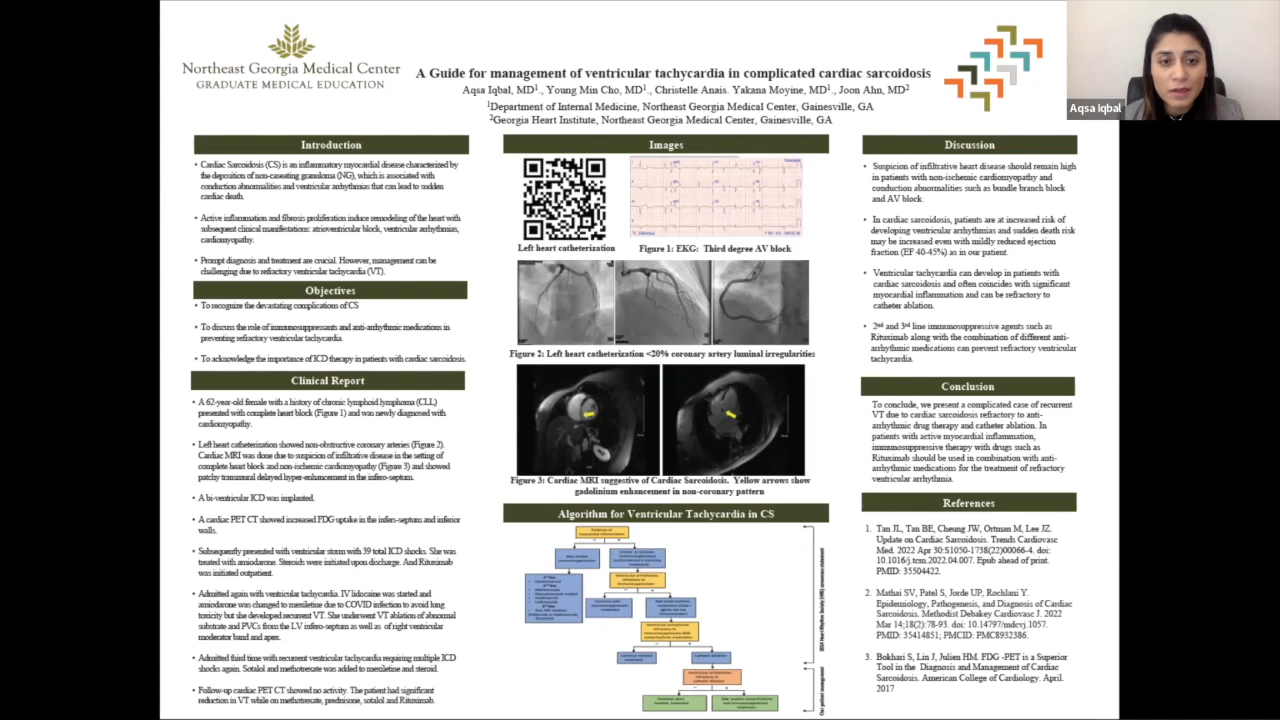 Northeast Georgia Medical Center
GRADUATE MEDICAL EDUCATION
A Guide for management of ventricular tachycardia in complicated cardiac sarcoidosis
Aqsa Iqbal, MD¹., Young Min Cho, MD¹., Christelle Anais. Yakana Moyine, MD¹., Joon Ahn, MD²
¹Department of Internal Medicine, Northeast Georgia Medical Center, Gainesville, GA
²Georgia Heart Institute, Northeast Georgia Medical Center, Gainesville, GA
Aqsa Iqbal
Introduction
• Cardiac Sarcoidosis (CS) is an inflammatory myocardial disease characterized by
the deposition of non-caseating granuloma (NG), which is associated with
conduction abnormalities and ventricular arrhythmias that can lead to sudden
cardiac death.
• Active inflammation and fibrosis proliferation induce remodeling of the heart with
subsequent clinical manifestations: atrioventricular block, ventricular arrhythmias,
cardiomyopathy.
• Prompt diagnosis and treatment are crucial. However, management can be
challenging due to refractory ventricular tachycardia (VT).
Objectives
• To recognize the devastating complications of CS
• To discuss the role of immunosuppressants and anti-arrhythmic medications in
preventing refractory ventricular tachycardia.
• To acknowledge the importance of ICD therapy in patients with cardiac sarcoidosis.
Clinical Report
• A 62-year-old female with a history of chronic lymphoid lymphoma (CLL)
presented with complete heart block (Figure 1) and was newly diagnosed with
cardiomyopathy.
• Left heart catheterization showed non-obstructive coronary arteries (Figure 2).
Cardiac MRI was done due to suspicion of infiltrative disease in the setting of
complete heart block and non-ischemic cardiomyopathy (Figure 3) and showed
patchy transmural delayed hyper-enhancement in the infero-septum.
• A bi-ventricular ICD was implanted.
• A cardiac PET CT showed increased FDG uptake in the infero-septum and inferior
walls.
• Subsequently presented with ventricular storm with 39 total ICD shocks. She was
treated with amiodarone. Steroids were initiated upon discharge. And Rituximab
was initiated outpatient.
• Admitted again with ventricular tachycardia. IV lidocaine was started and
amiodarone was changed to mexiletine due to COVID infection to avoid lung
toxicity but she developed recurrent VT. She underwent VT ablation of abnormal
substrate and PVCs from the LV infero-septum as well as of right ventricular
moderator band and apex.
• Admitted third time with recurrent ventricular tachycardia requiring multiple ICD
shocks again. Sotalol and methotrexate was added to mexiletine and steroid.
• Follow-up cardiac PET CT showed no activity. The patient had significant
reduction in VT while on methotrexate, prednisone, sotalol and Rituximab.
Images
Left heart catheterization
Figure 1: EKG: Third degree AV block
Figure 2: Left heart catheterization <20% coronary artery luminal irregularities
Figure 3: Cardiac MRI suggestive of Cardiac Sarcoidosis. Yellow arrows show
gadolinium enhancement in non-coronary pattern
Algorithm for Ventricular Tachycardia in CS
Discussion
• Suspicion of infiltrative heart disease should remain high
in patients with non-ischemic cardiomyopathy and
conduction abnormalities such as bundle branch block
and AV block.
• In cardiac sarcoidosis, patients are at increased risk of
developing ventricular arrhythmias and sudden death risk
may be increased even with mildly reduced ejection
fraction (EF 40-45%) as in our patient.
• Ventricular tachycardia can develop in patients with
cardiac sarcoidosis and often coincides with significant
myocardial inflammation and can be refractory to
catheter ablation.
• 2nd and 3rd line immunosuppressive agents such as
Rituximab along with the combination of different anti-
arrhythmic medications can prevent refractory ventricular
tachycardia.
Conclusion
To conclude, we present a complicated case of recurrent
VT due to cardiac sarcoidosis refractory to anti-
arrhythmic drug therapy and catheter ablation. In
patients with active myocardial inflammation,
immunosuppressive therapy with drugs such as
Rituximab should be used in combination with anti-
arrhythmic medications for the treatment of refractory
ventricular arrhythmia.
References
1. Tan JL, Tan BE, Cheung JW, Ortman M, Lee JZ.
Update on Cardiac Sarcoidosis. Trends Cardiovasc
Med. 2022 Apr 30:S1050-1738(22)00066-4. doi:
10.1016/j.tcm.2022.04.007. Epub ahead of print.
PMID: 35504422.
2. Mathai SV, Patel S, Jorde UP, Rochlani Y.
Epidemiology, Pathogenesis, and Diagnosis of Cardiac
Sarcoidosis. Methodist Debakey Cardiovasc J. 2022
Mar 14;18(2):78-93. doi: 10.14797/mdcvj.1057.
PMID: 35414851; PMCID: PMC8932386.
3. Bokhari S, Lin J, Julien HM. FDG -PET is a Superior
Tool in the Diagnosis and Management of Cardiac
Sarcoidosis. American College of Cardiology. April.
2017